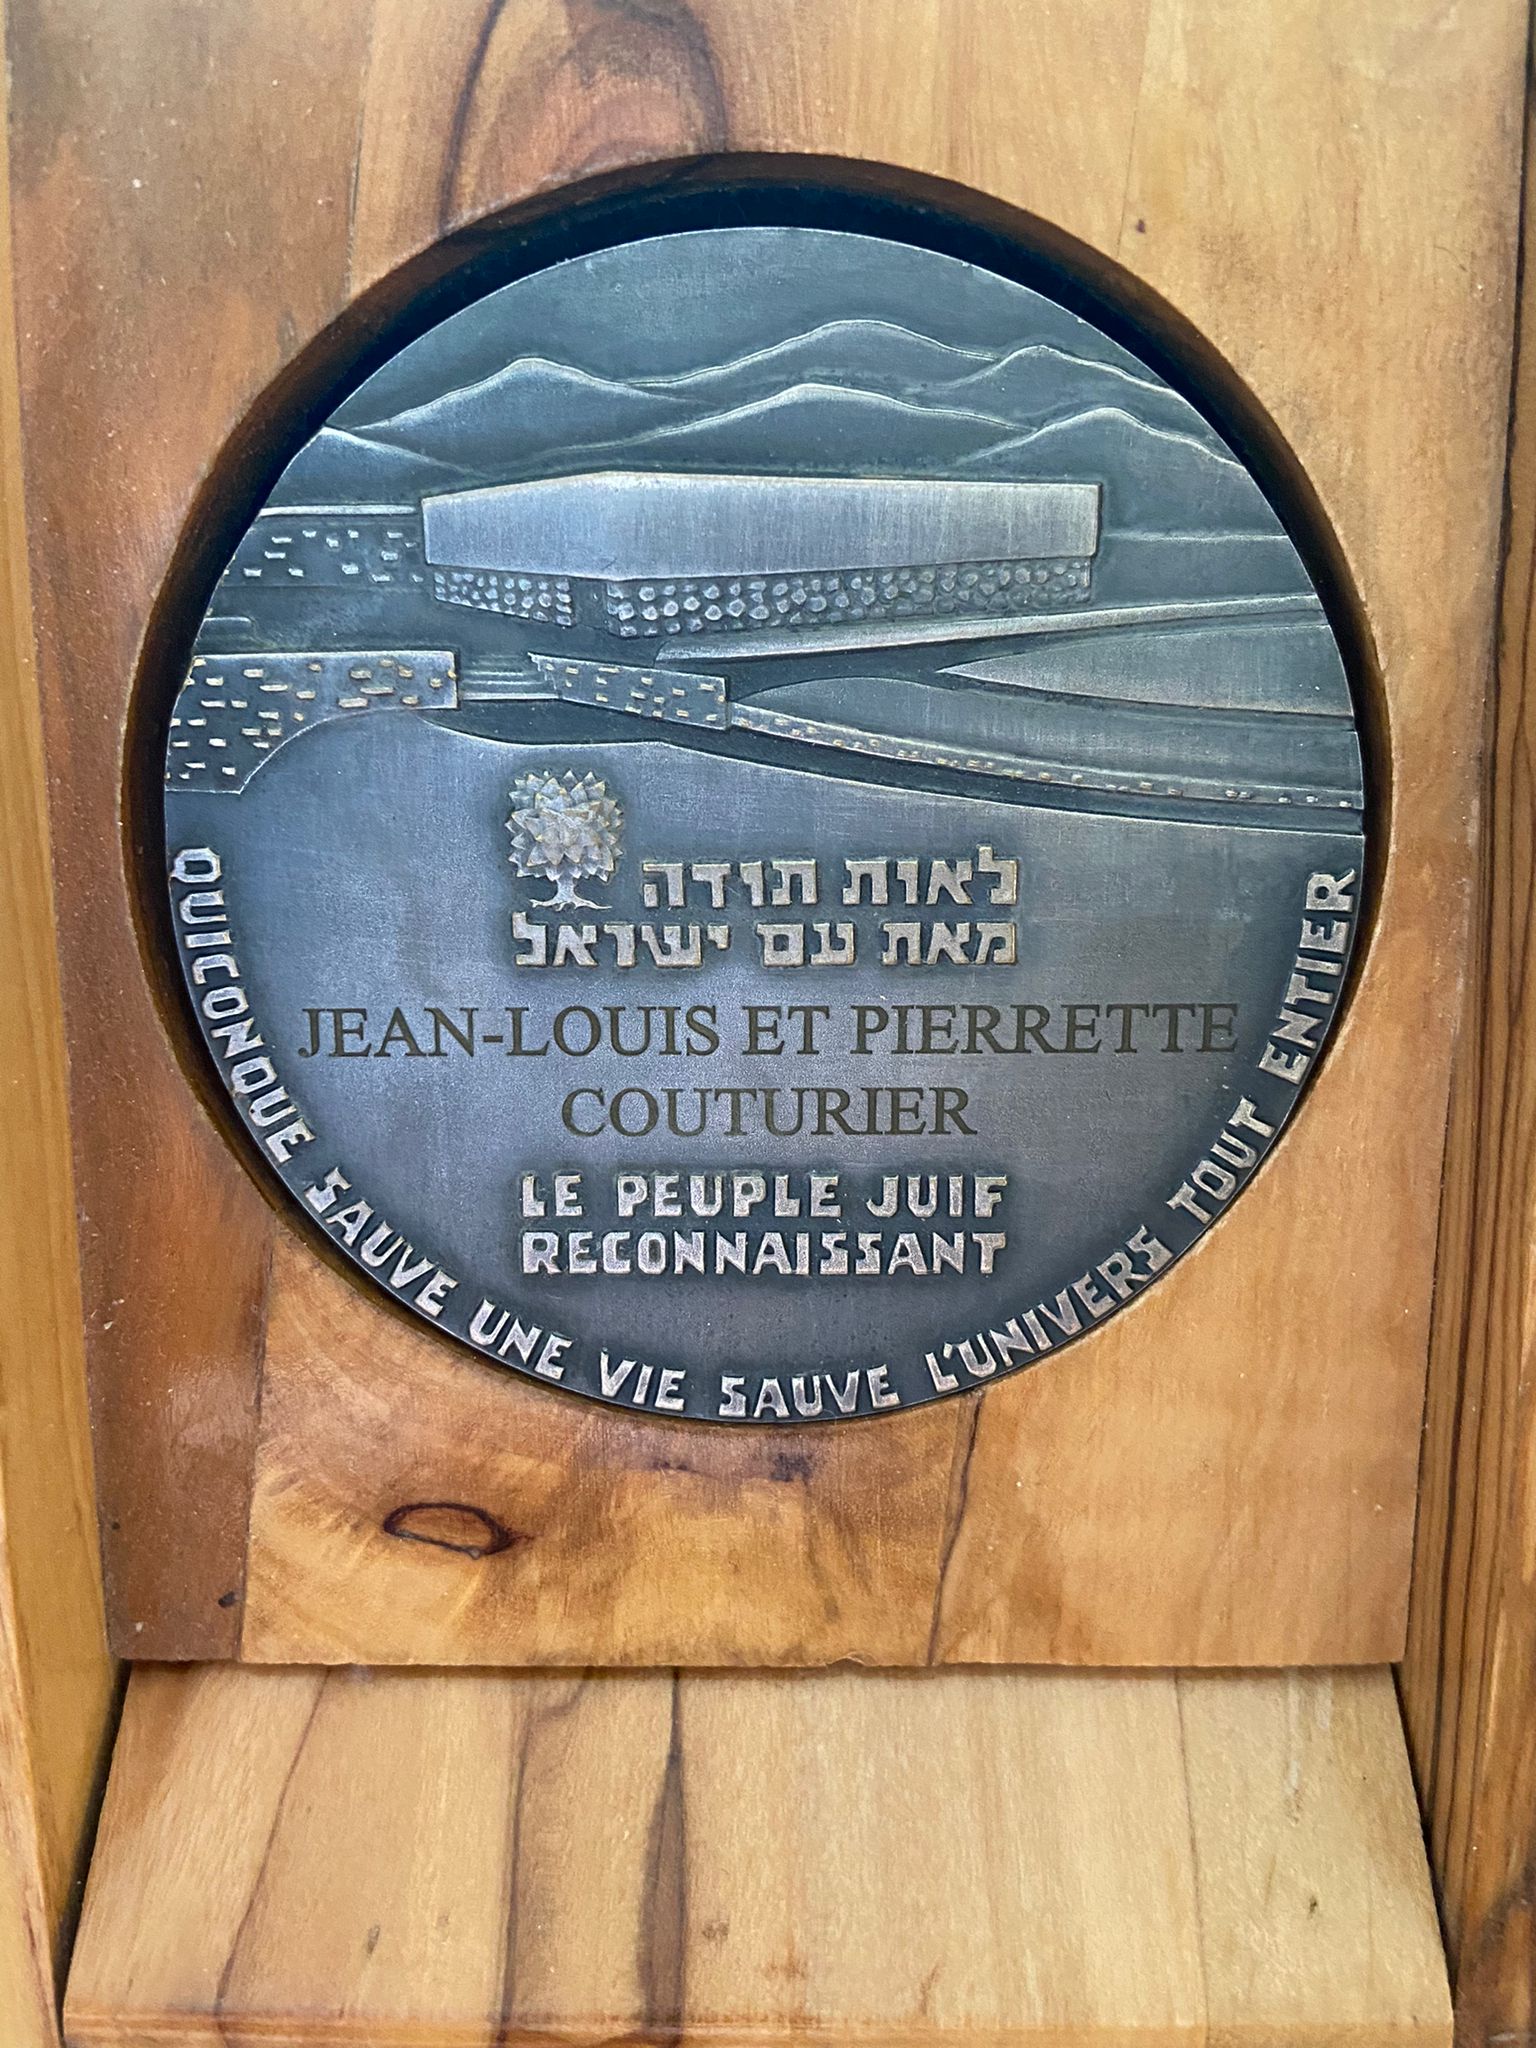 לאות תודה
מאת עם ישראל
JEAN-LOUIS ET PIERRETTE
COUTURIER
LE PEUPLE JUIF
RECONNAISSANT
QUICONQUE SAUVE UNE VIE SAUVE L'UNIVERS TOUT ENTIER